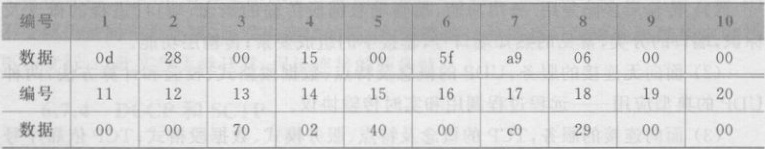 编号 1 2 3 4 5 6 7 8 9 10
数据 0d 28 00 15 00 5f a9 06 00 00
编号 11 12 13 14 15 16 17 18 19 20
数据 00 00 70 02 40 00 c0 29 00 00